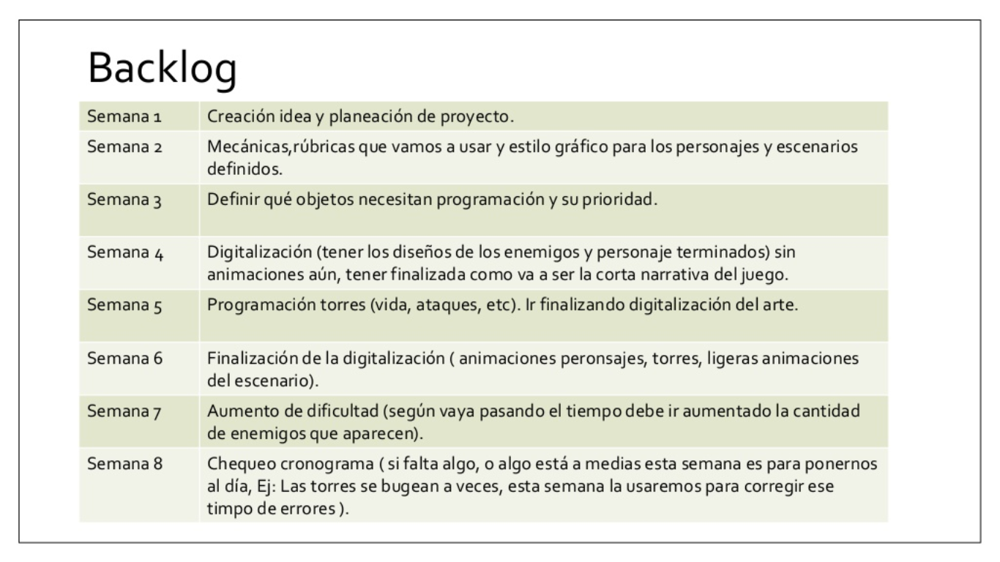 Backlog
Semana 1
Creación idea y planeación de proyecto.
Semana 2
Mecánicas,rúbricas que vamos a usar y estilo gráfico para los personajes y escenarios
definidos.
Semana 3
Definir qué objetos necesitan programación y su prioridad.
Semana 4
Digitalización (tener los diseños de los enemigos y personaje terminados) sin
animaciones aún, tener finalizada como va a ser la corta narrativa del juego.
Semana 5
Programación torres (vida, ataques, etc). Ir finalizando digitalización del arte.
Semana 6
Finalización de la digitalización ( animaciones peronsajes, torres, ligeras animaciones
del escenario).
Semana 7
Aumento de dificultad (según vaya pasando el tiempo debe ir aumentado la cantidad
de enemigos que aparecen).
Semana 8
Chequeo cronograma ( si falta algo, o algo está a medias esta semana es para ponernos
al día, Ej: Las torres se bugean a veces, esta semana la usaremos para corregir ese
timpo de errores ).